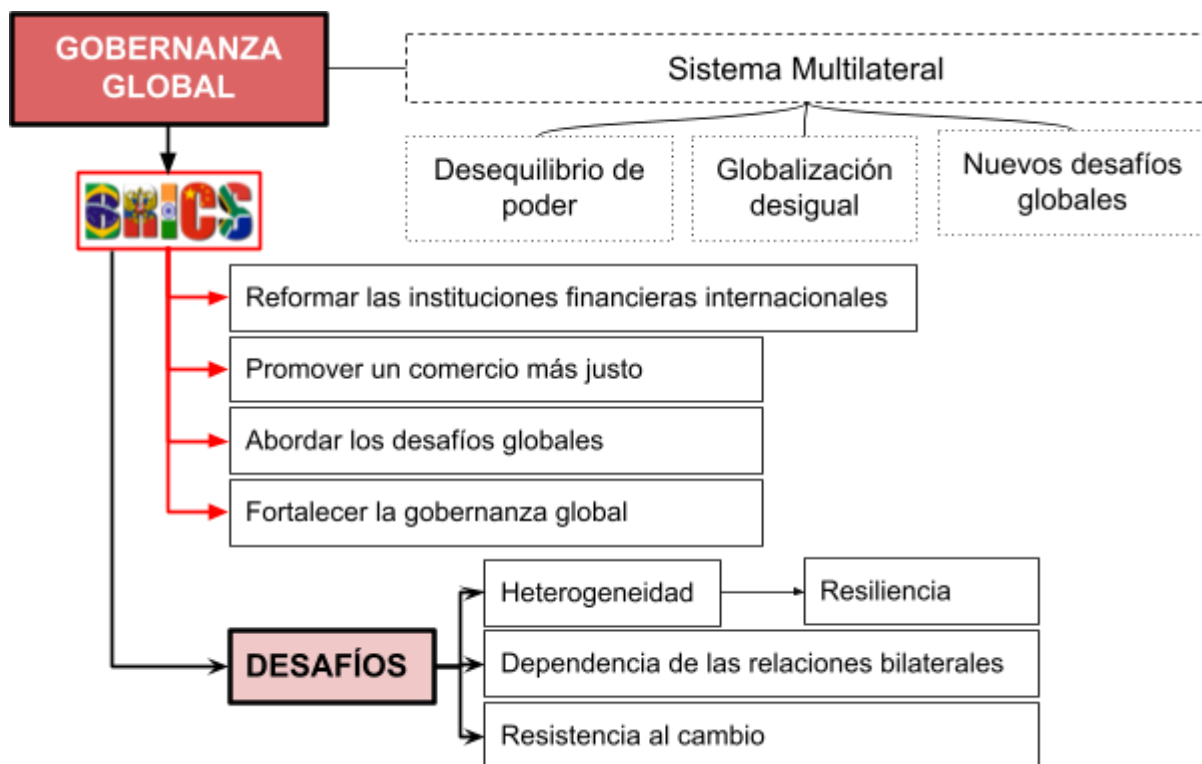 GOBERNANZA
GLOBAL
Sistema Multilateral
Desequilibrio de
poder
Globalización
desigual
Nuevos desafíos
globales
BRICS
Reformar las instituciones financieras internacionales
Promover un comercio más justo
Abordar los desafíos globales
Fortalecer la gobernanza global
Heterogeneidad
Resiliencia
DESAFÍOS
Dependencia de las relaciones bilaterales
Resistencia al cambio